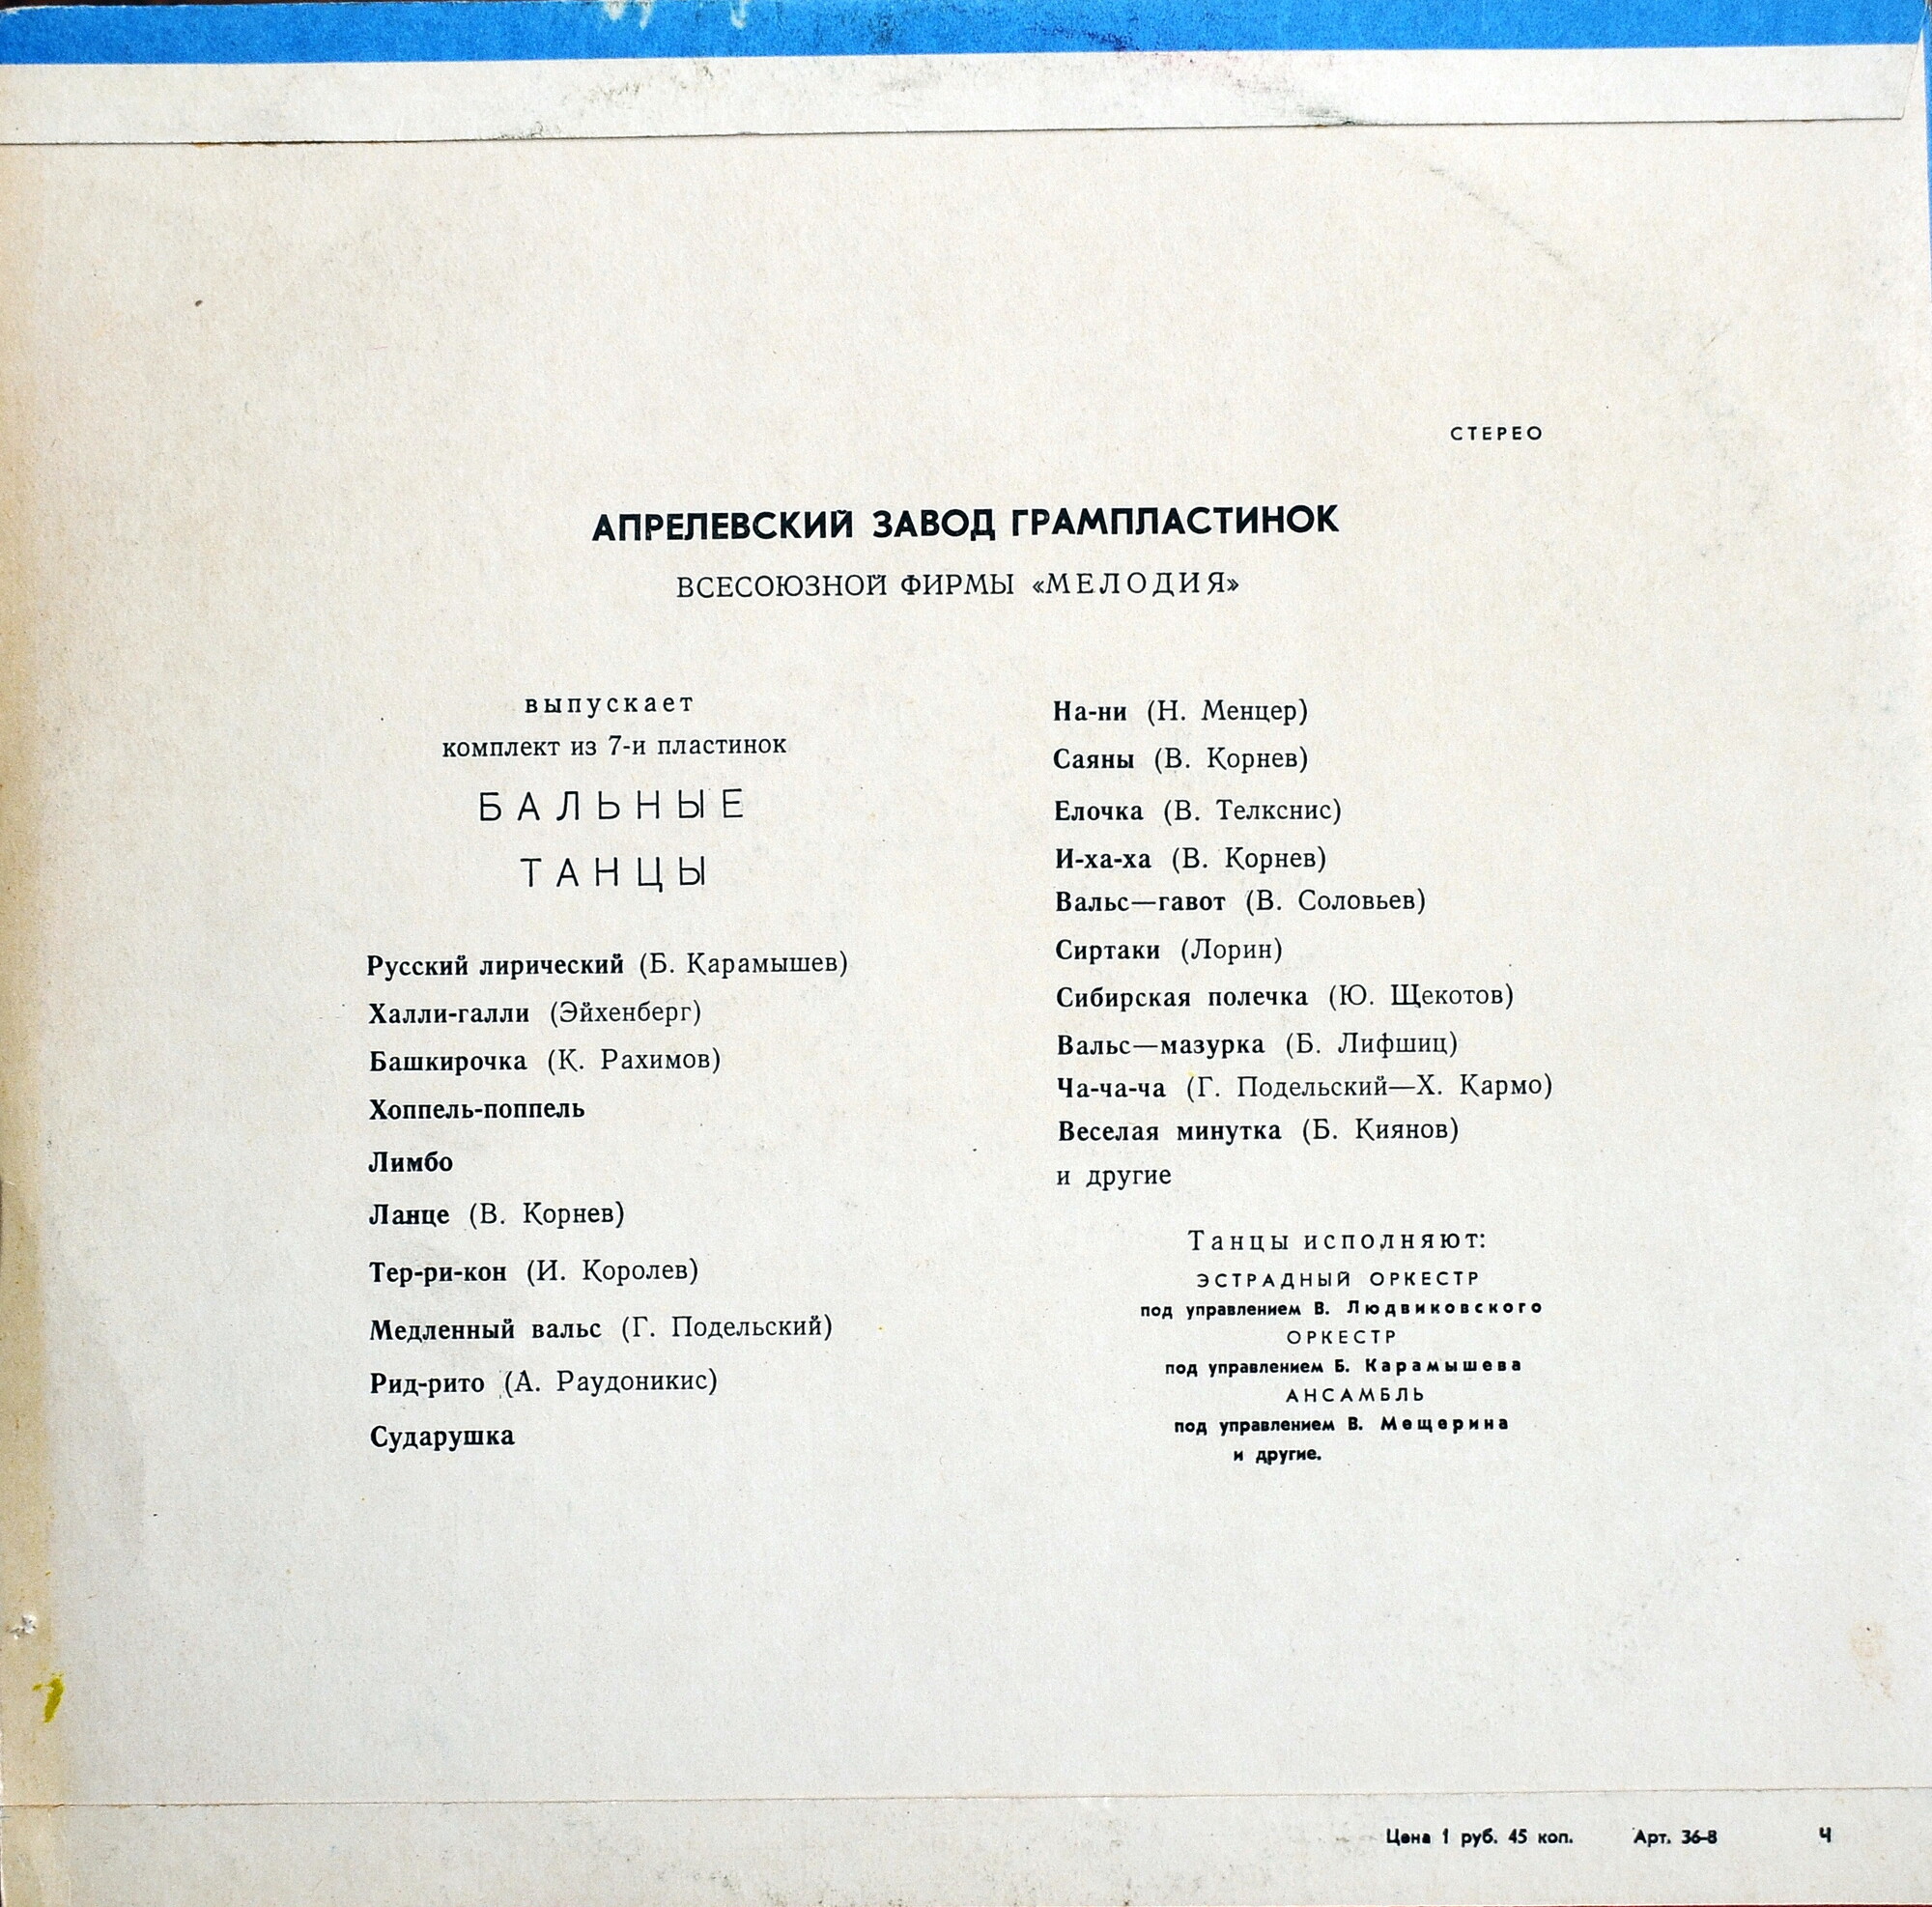 СТЕРЕО
АПРЕЛЕВСКИЙ ЗАВОД ГРАМПЛАСТИНОК
ВСЕСОЮЗНОЙ ФИРМЫ «МЕЛОДИЯ»
выпускает
комплект из 7-и пластинок
БАЛЬНЫЕ
ТАНЦЫ
Русский лирический (Б. Карамышев)
Халли-галли (Эйхенберг)
Башкирочка (К. Рахимов)
Хоппель-поппель
Лимбо
Ланце (В. Корнев)
Тер-ри-кон (И. Королев)
Медленный вальс (Г. Подельский)
Рид-рито (А. Раудоникис)
Сударушка
На-ни (Н. Менцер)
Саяны (В. Корнев)
Елочка (В. Телкснис)
И-ха-ха (В. Корнев)
Вальс—гавот (В. Соловьев)
Сиртаки (Лорин)
Сибирская полечка (Ю. Щекотов)
Вальс—мазурка (Б. Лифшиц)
Ча-ча-ча (Г. Подельский—Х. Кармо)
Веселая минутка (Б. Киянов)
и другие
Танцы исполняют:
ЭСТРАДНЫЙ ОРКЕСТР
под управлением В. Людвиковского
ОРКЕСТР
под управлением Б. Карамышева
АНСАМБЛЬ
под управлением В. Мещерина
и другие.
Цена 1 руб. 45 коп. Арт. 36-8 Ч